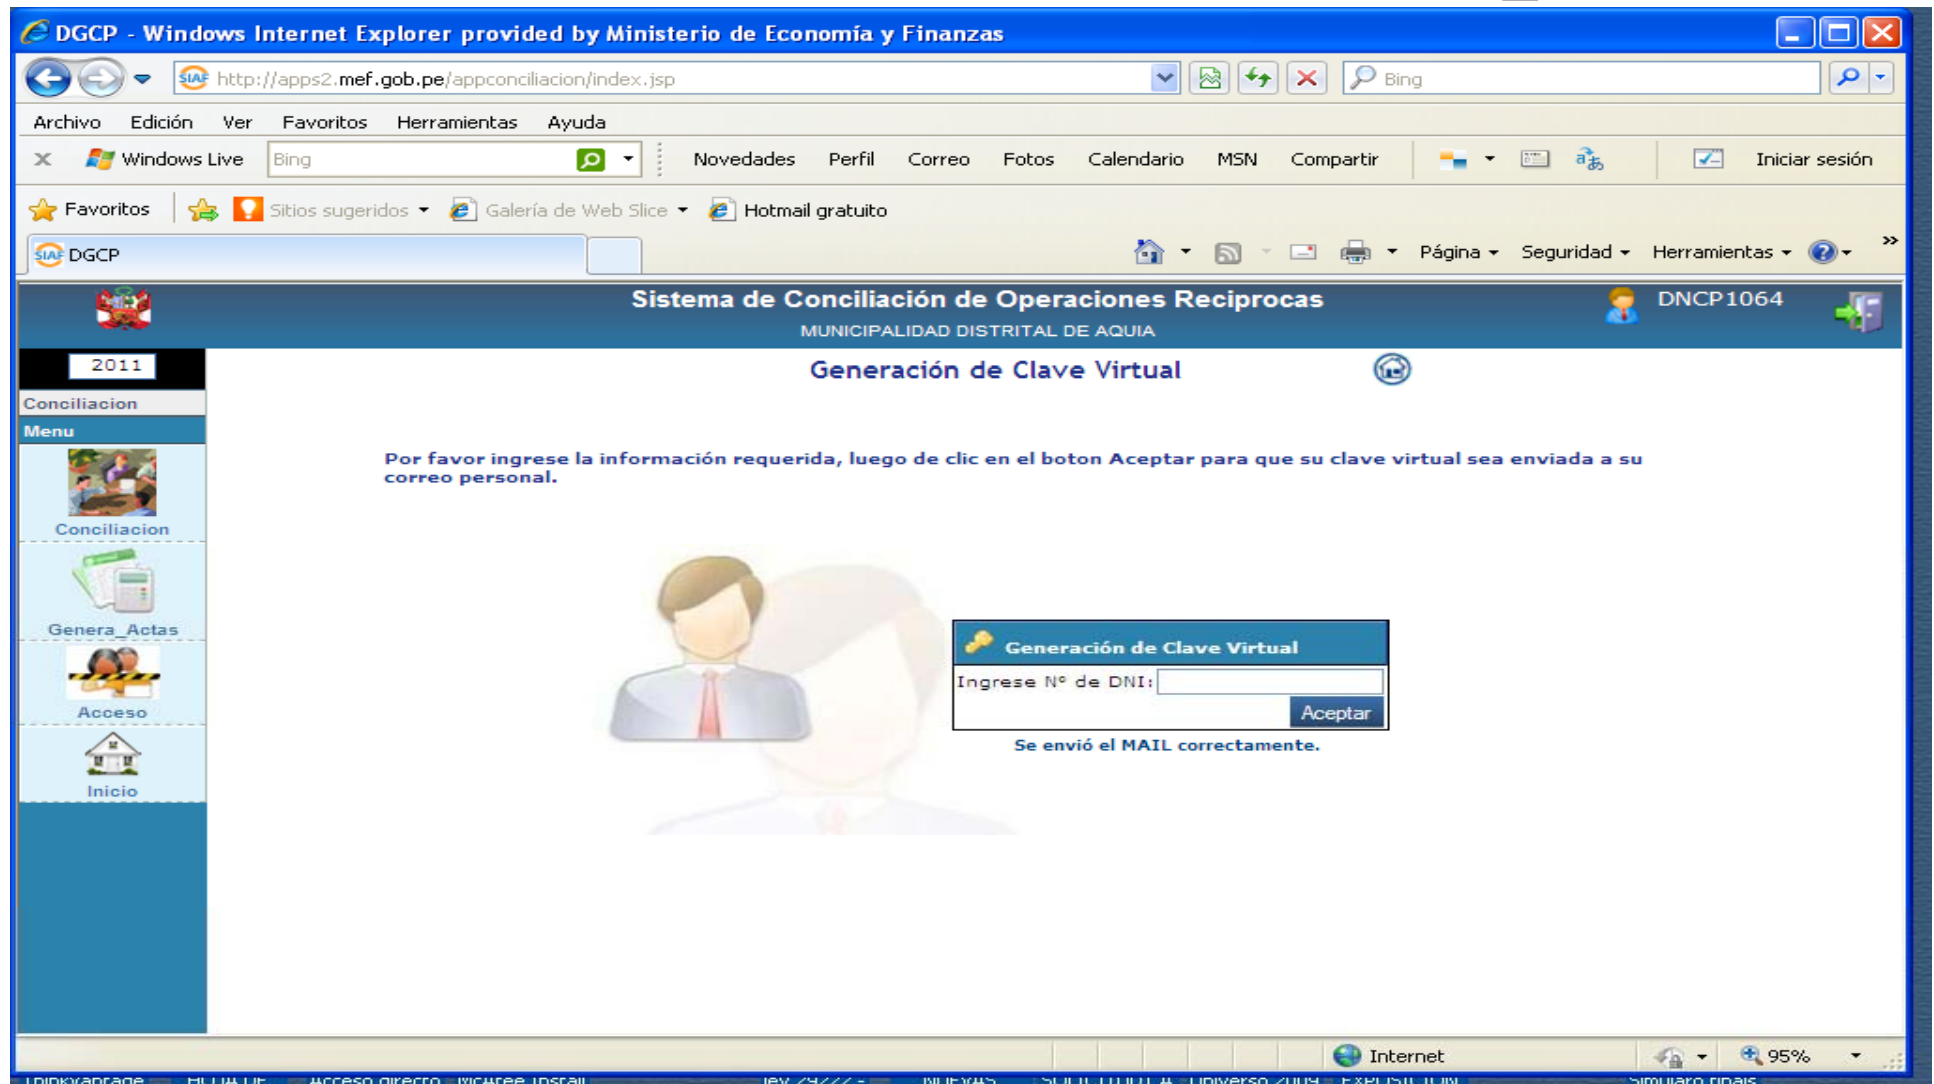 DGCP - Windows Internet Explorer provided by Ministerio de Economía y Finanzas
SIAF http://apps2.mef.gob.pe/appconciliacion/index.jsp Bing
Archivo Edición Ver Favoritos Herramientas Ayuda
x Windows Live Bing Novedades Perfil Correo Fotos Calendario MSN Compartir Iniciar sesión
Favoritos Sitios sugeridos Galería de Web Slice Hotmail gratuito
SIAF DGCP Página Seguridad Herramientas »
Sistema de Conciliación de Operaciones Reciprocas DNCP1064
MUNICIPALIDAD DISTRITAL DE AQUIA
2011 Generación de Clave Virtual
Conciliacion
Menu
Por favor ingrese la información requerida, luego de clic en el boton Aceptar para que su clave virtual sea enviada a su
correo personal.
Conciliacion
Genera_Actas
Generación de Clave Virtual
Ingrese Nº de DNI:
Acceso Aceptar
Se envió el MAIL correctamente.
Inicio
Internet 95%